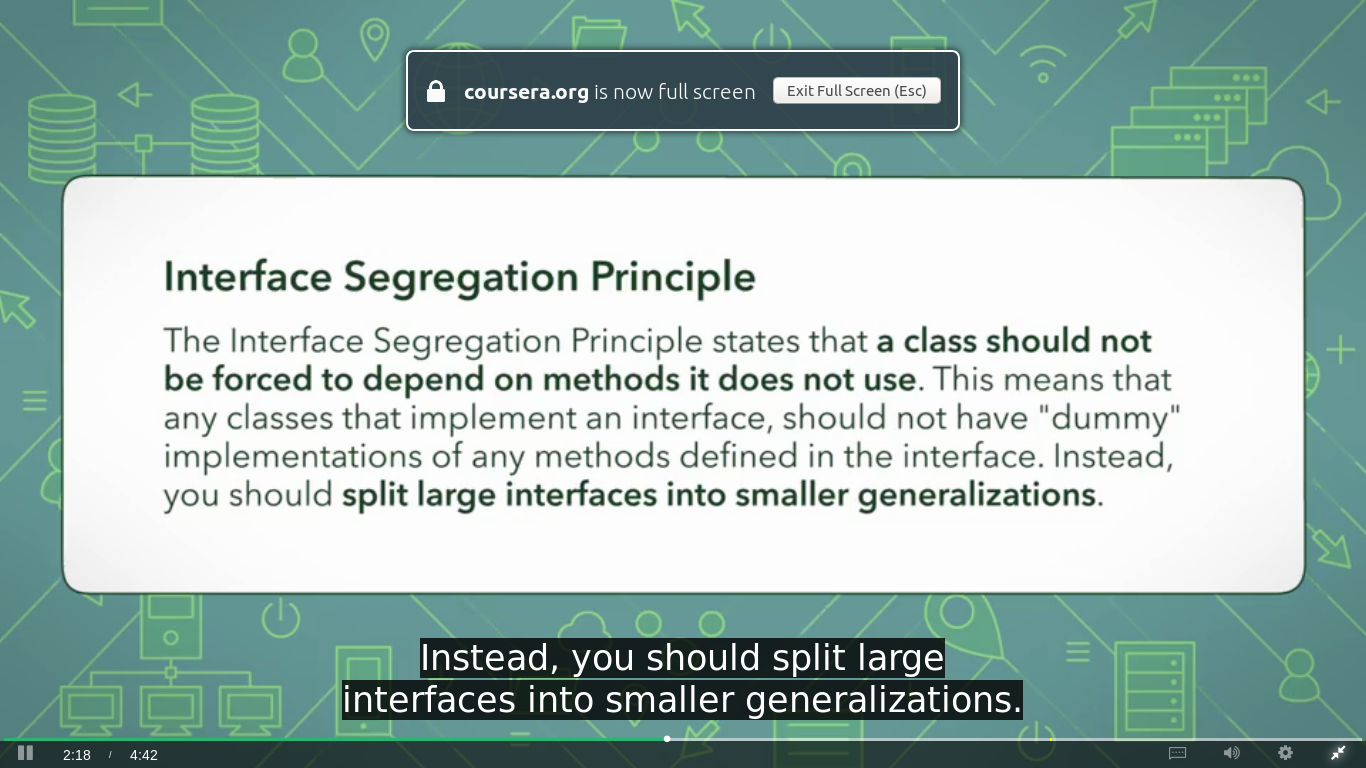 coursera.org is now full screen Exit Full Screen (Esc)
Interface Segregation Principle
The Interface Segregation Principle states that a class should not
be forced to depend on methods it does not use. This means that
any classes that implement an interface, should not have "dummy"
implementations of any methods defined in the interface. Instead,
you should split large interfaces into smaller generalizations.
Instead, you should split large
interfaces into smaller generalizations.
2:18 / 4:42